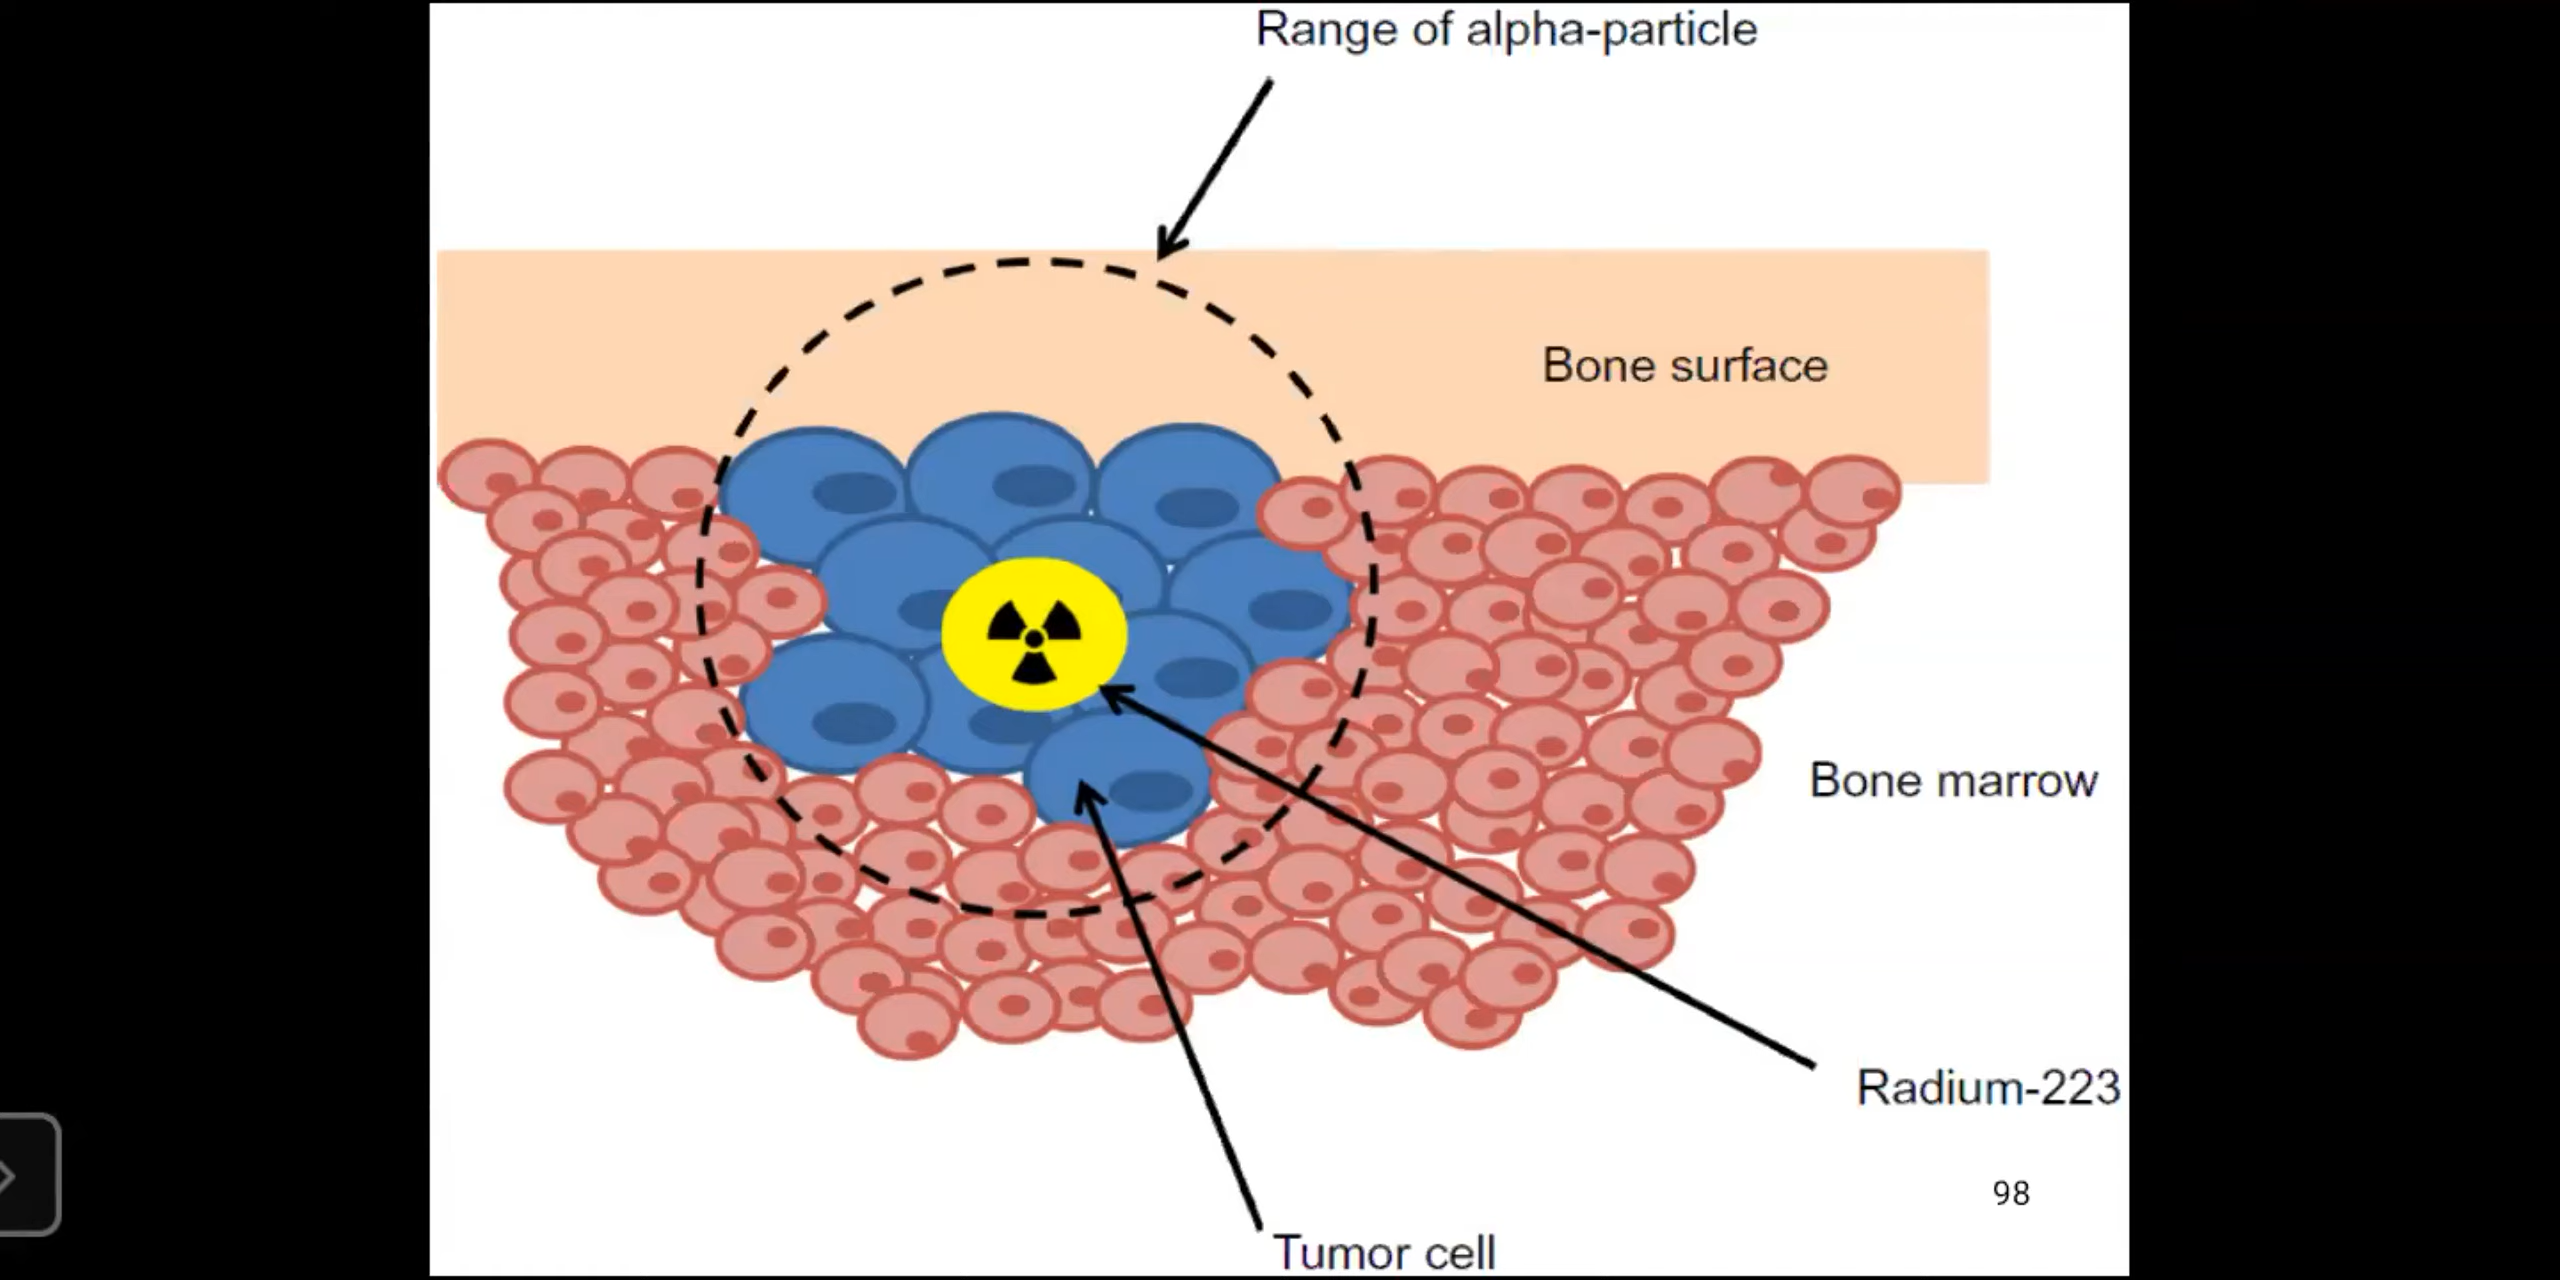 Range of alpha-particle
Bone surface
Bone marrow
Radium-223
98
Tumor cell